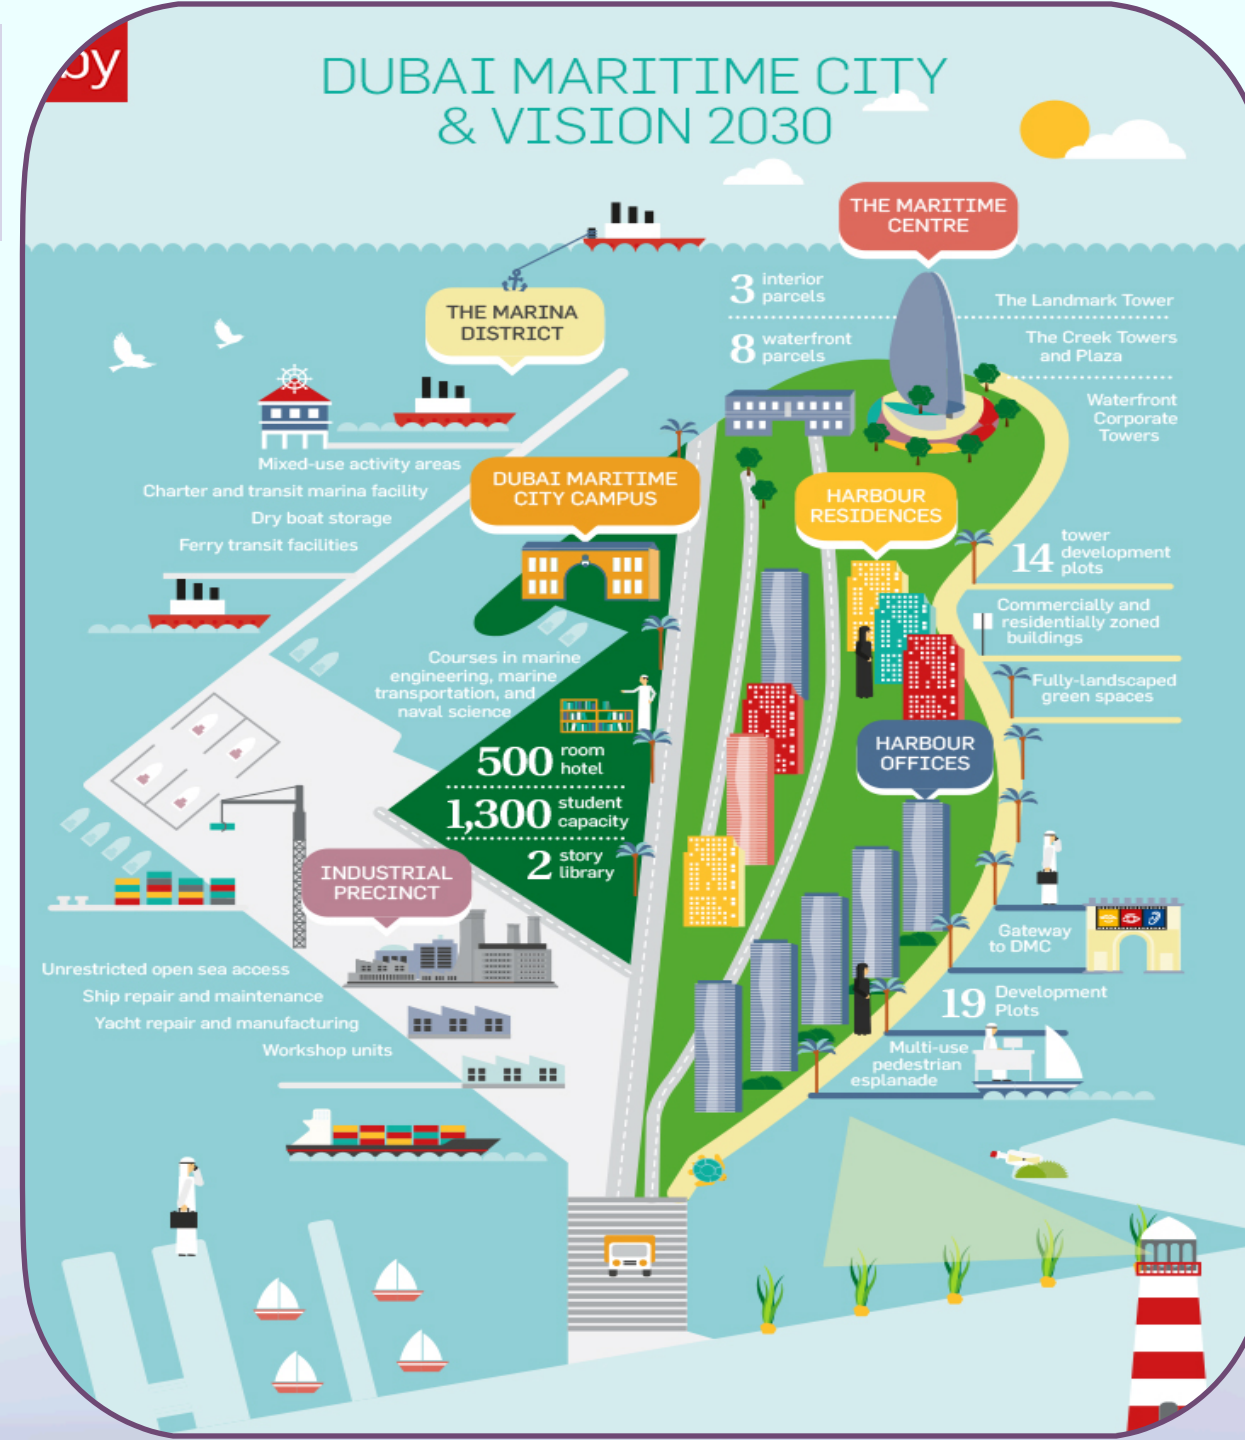 by
DUBAI MARITIME CITY
& VISION 2030
THE MARITIME
CENTRE
3 interior
parcels
8 waterfront
parcels
The Landmark Tower
The Creek Towers
and Plaza
Waterfront
Corporate
Towers
THE MARINA
DISTRICT
Mixed-use activity areas
Charter and transit marina facility
Dry boat storage
Ferry transit facilities
DUBAI MARITIME
CITY CAMPUS
Courses in marine
engineering, marine
transportation, and
naval science
500 room
hotel
1,300 student
capacity
2 story
library
HARBOUR
RESIDENCES
14 tower
development
plots
Commercially and
residentially zoned
buildings
Fully-landscaped
green spaces
HARBOUR
OFFICES
Gateway
to DMC
19 Development
Plots
Multi-use
pedestrian
esplanade
INDUSTRIAL
PRECINCT
Unrestricted open sea access
Ship repair and maintenance
Yacht repair and manufacturing
Workshop units